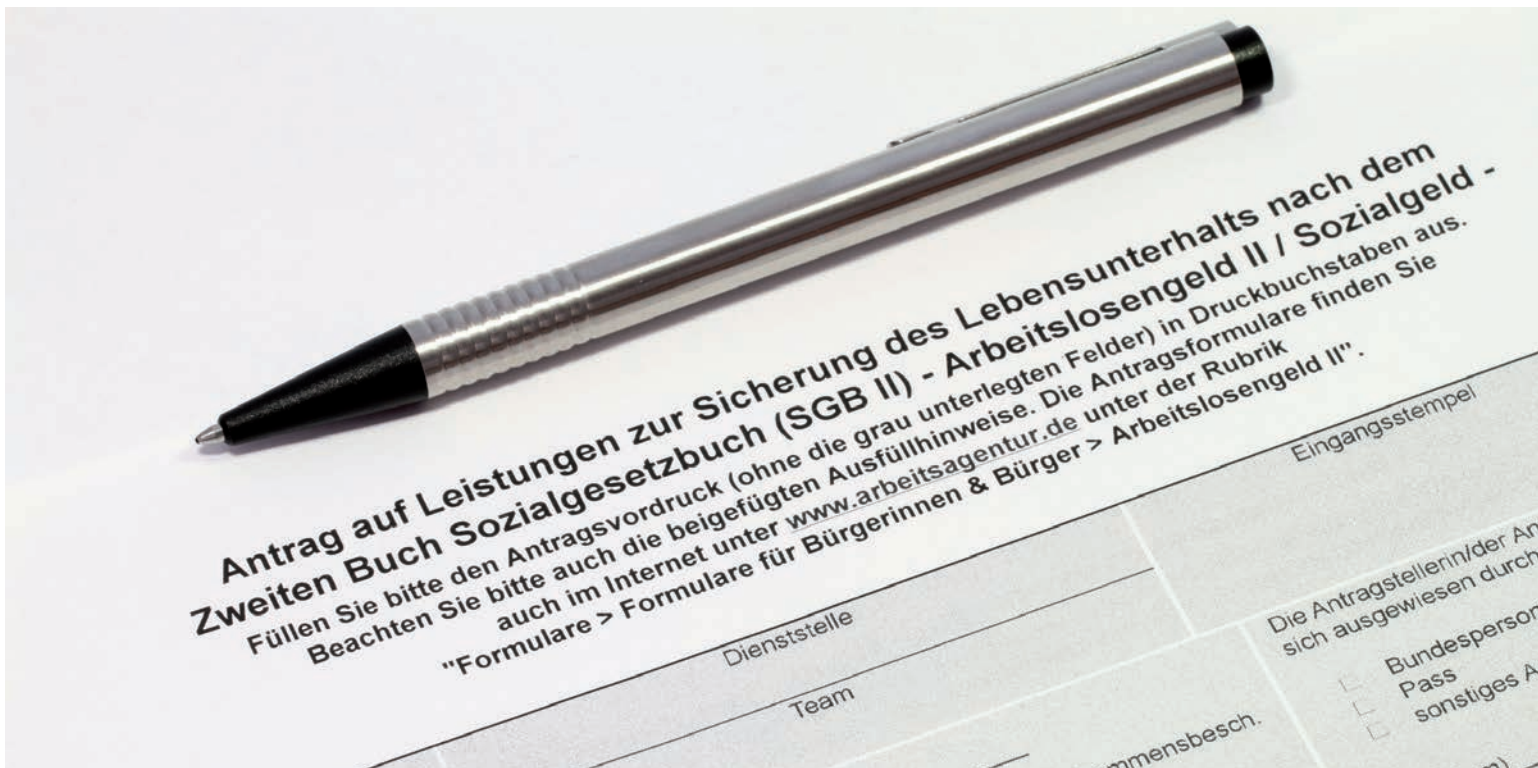 Antrag auf Leistungen zur Sicherung des Lebensunterhalts nach dem
Zweiten Buch Sozialgesetzbuch (SGB II) - Arbeitslosengeld II / Sozialgeld -
Füllen Sie bitte den Antragsvordruck (ohne die grau unterlegten Felder) in Druckbuchstaben aus.
Beachten Sie bitte auch die beigefügten Ausfüllhinweise. Die Antragsformulare finden Sie
auch im Internet unter www.arbeitsagentur.de unter der Rubrik
"Formulare > Formulare für Bürgerinnen & Bürger > Arbeitslosengeld II".
Dienststelle
Eingangsstempel
Team
Die Antragstellerin/der An
sich ausgewiesen durch
Bundesperson
Pass
sonstiges A
mmensbesch.